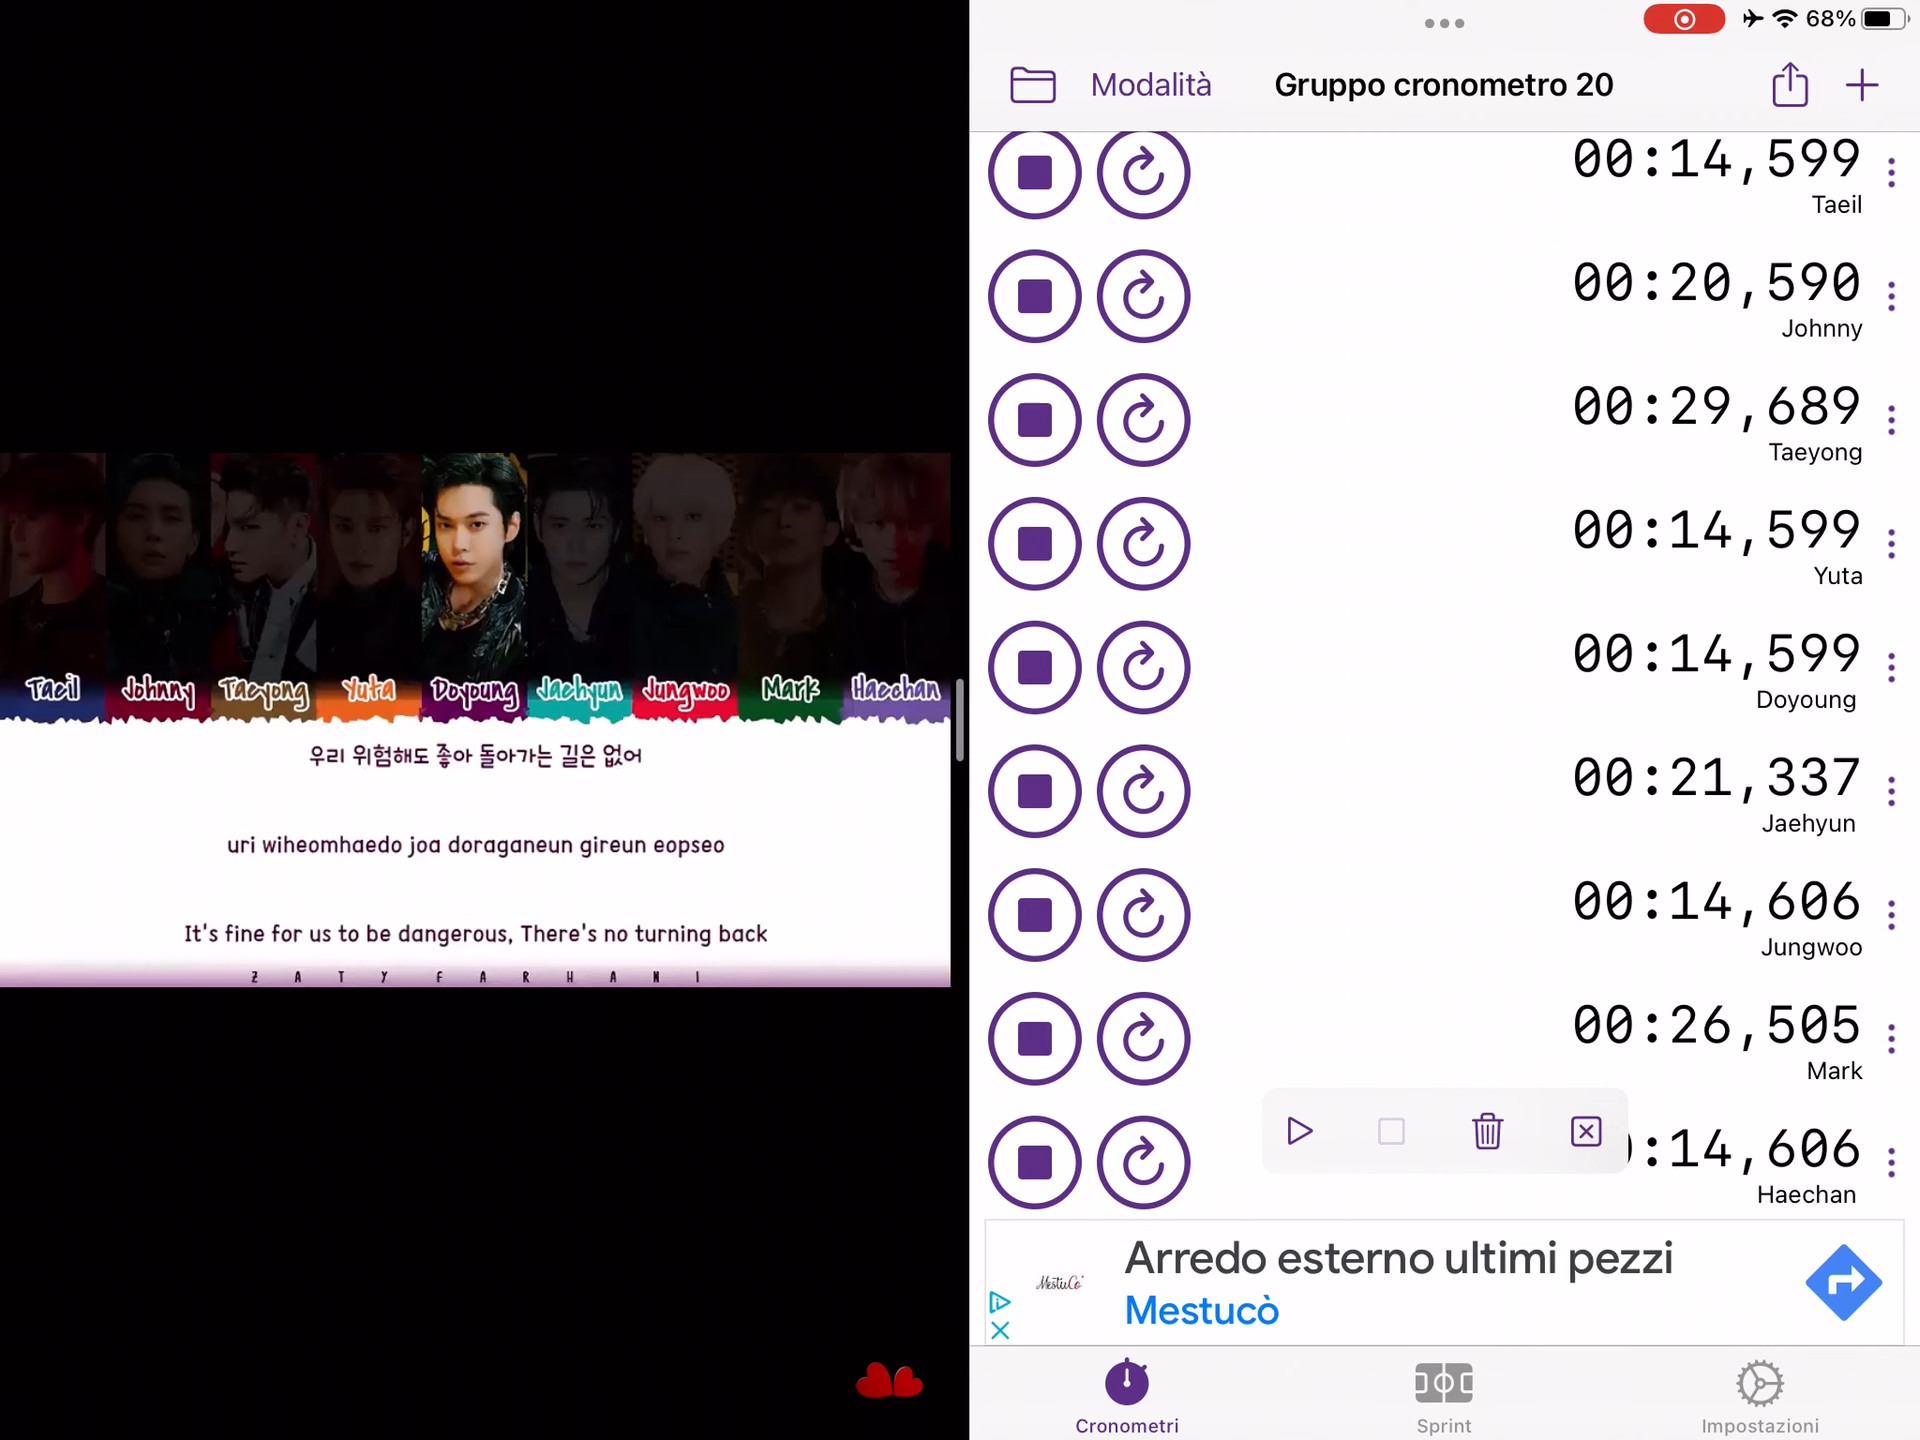 Taeil Johnny Taeyong Yuta Doyoung Jaehyun Jungwoo Mark Haechan
우리 위험해도 좋아 돌아가는 길은 없어
uri wiheomhaedo joa doraganeun gireun eopseo
It's fine for us to be dangerous, There's no turning back
ZATY FARHANI
68%
Modalità
Gruppo cronometro 20
00:14,599
Taeil
00:20,590
Johnny
00:29,689
Taeyong
00:14,599
Yuta
00:14,599
Doyoung
00:21,337
Jaehyun
00:14,606
Jungwoo
00:26,505
Mark
:14,606
Haechan
MestuCo
Arredo esterno ultimi pezzi
Mestucò
Cronometri
Sprint
Impostazioni